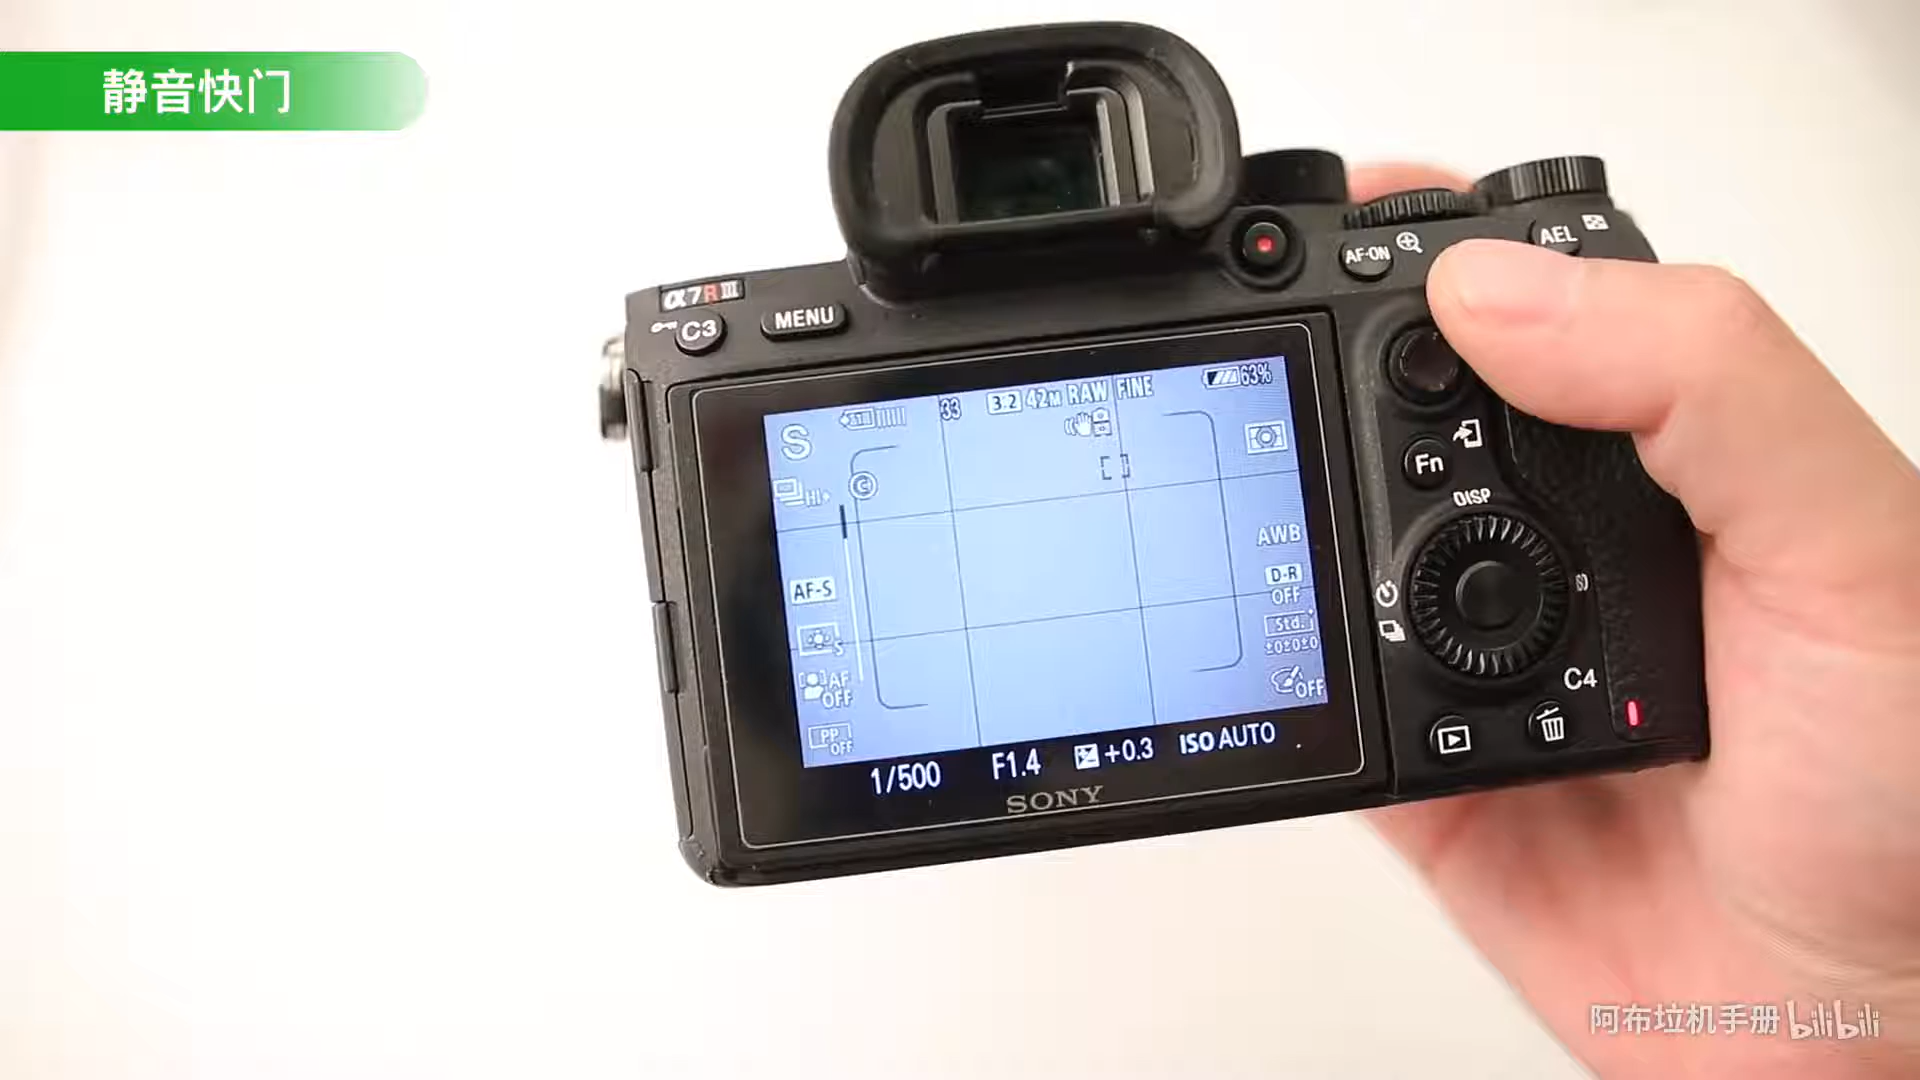 静音快门
α7RIII
C3
MENU
AF-ON
AEL
S
33
3:2 42M RAW FINE
63%
HI+
AWB
AF-S
D-R
OFF
S
Std.
±0±0±0
AF
OFF
OFF
PP
OFF
1/500 F1.4 +0.3 ISO AUTO
SONY
Fn
DISP
C4
阿布垃机手册 bilibili